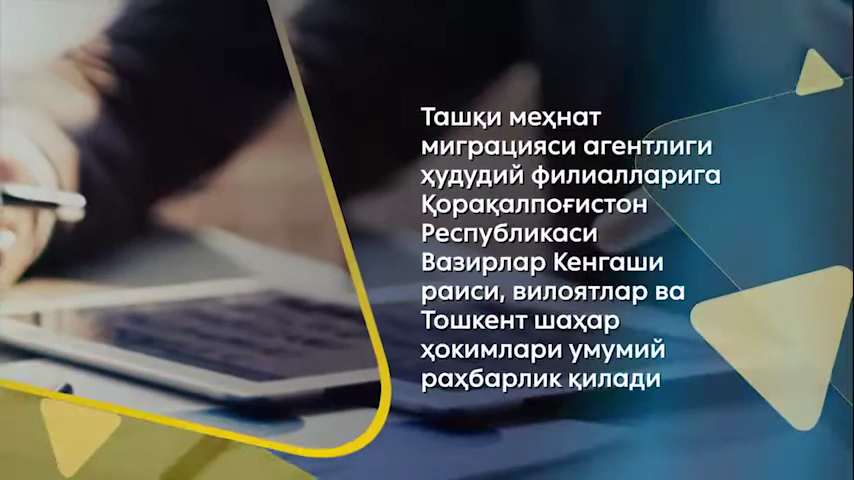 Ташқи меҳнат
миграцияси агентлиги
ҳудудий филиалларига
Қорақалпоғистон
Республикаси
Вазирлар Кенгаши
раиси, вилоятлар ва
Тошкент шаҳар
ҳокимлари умумий
раҳбарлик қилади